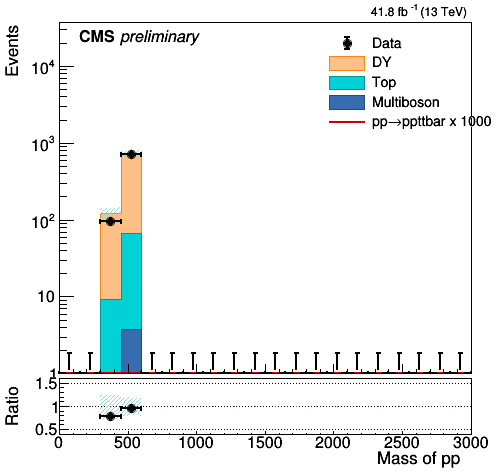 41.8 fb⁻¹ (13 TeV)
CMS preliminary
Events
Data
DY
Top
Multiboson
pp→ppttbar x 1000
10⁴
10³
10²
10
1
Ratio
1.5
1
0.5
0 500 1000 1500 2000 2500 3000
Mass of pp